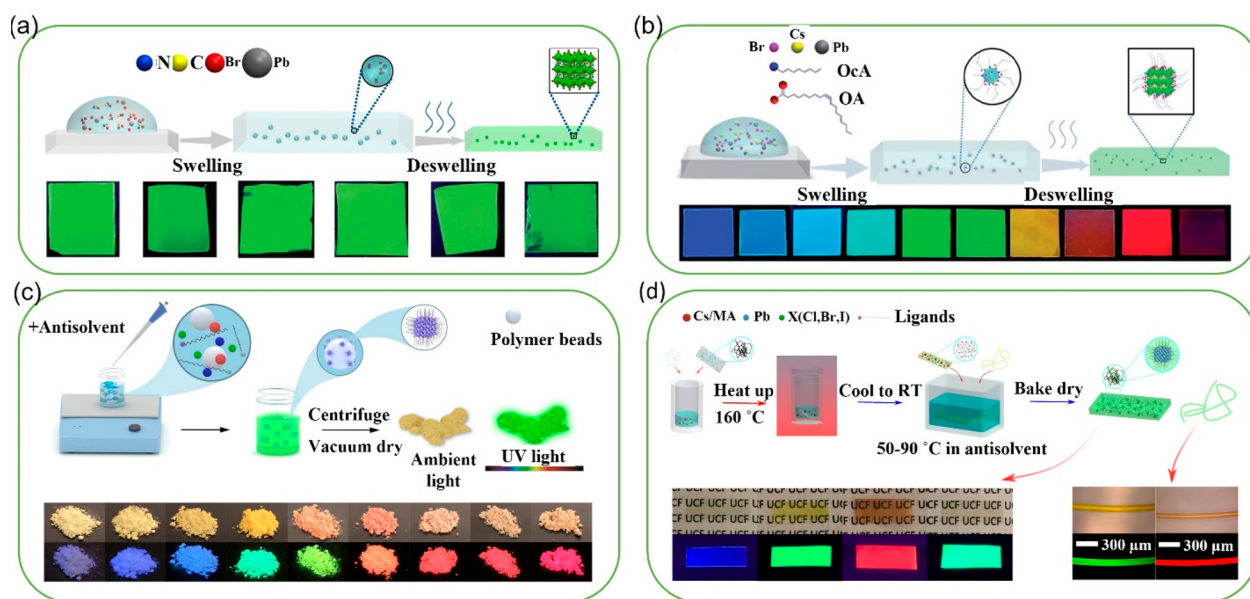 (a)
N C Br Pb
Swelling
Deswelling
(b)
Cs
Br Pb
OcA
OA
Swelling
Deswelling
(c)
+Antisolvent
Polymer beads
Centrifuge
Vacuum dry
Ambient
light
UV light
(d)
Cs/MA Pb X(Cl,Br,I) Ligands
Heat up
160 °C
Cool to RT
Bake dry
50-90 °C in antisolvent
UCF UCF UCF UCF UCF UCF UCF
UCF UCF UCF UCF UCF UCF
300 µm
300 µm